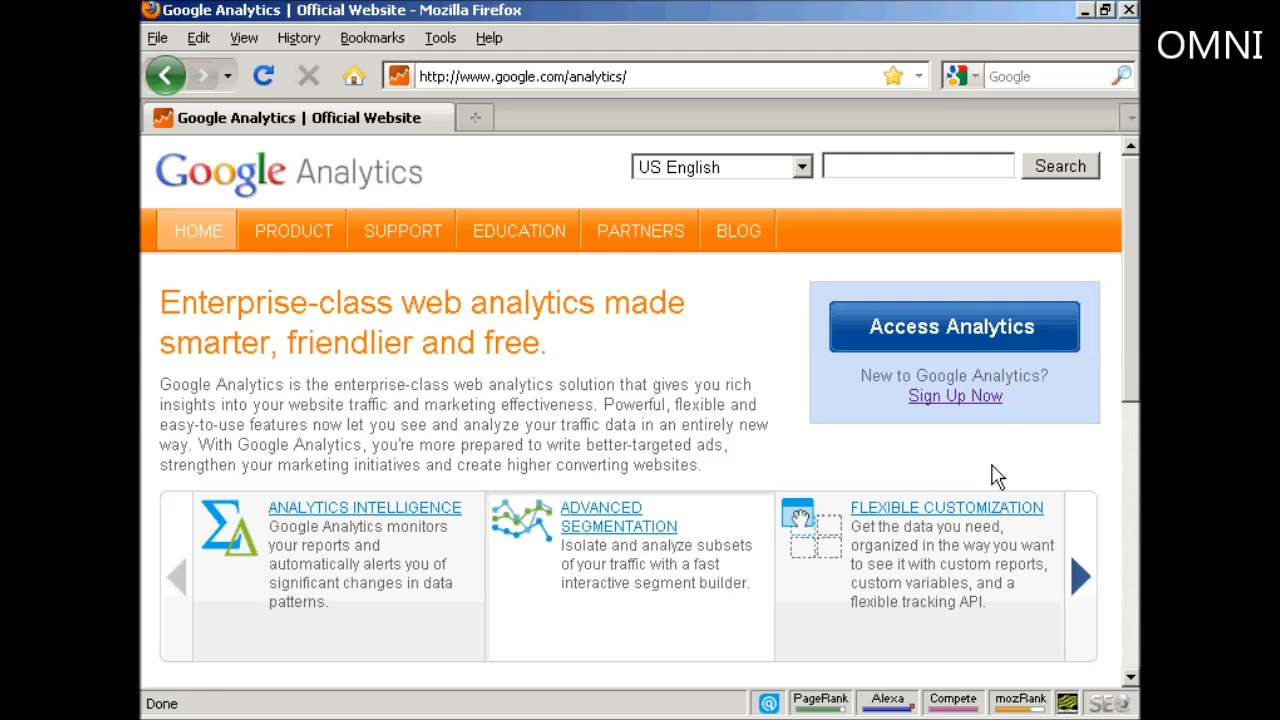 Google Analytics | Official Website - Mozilla Firefox
OMNI
File Edit View History Bookmarks Tools Help
http://www.google.com/analytics/ Google
Google Analytics | Official Website
Google Analytics US English Search
HOME PRODUCT SUPPORT EDUCATION PARTNERS BLOG
Enterprise-class web analytics made
smarter, friendlier and free.
Google Analytics is the enterprise-class web analytics solution that gives you rich
insights into your website traffic and marketing effectiveness. Powerful, flexible and
easy-to-use features now let you see and analyze your traffic data in an entirely new
way. With Google Analytics, you're more prepared to write better-targeted ads,
strengthen your marketing initiatives and create higher converting websites.
Access Analytics
New to Google Analytics?
Sign Up Now
ANALYTICS INTELLIGENCE
Google Analytics monitors
your reports and
automatically alerts you of
significant changes in data
patterns.
ADVANCED
SEGMENTATION
Isolate and analyze subsets
of your traffic with a fast
interactive segment builder.
FLEXIBLE CUSTOMIZATION
Get the data you need,
organized in the way you want
to see it with custom reports,
custom variables, and a
flexible tracking API.
Done PageRank Alexa Compete mozRank SEO